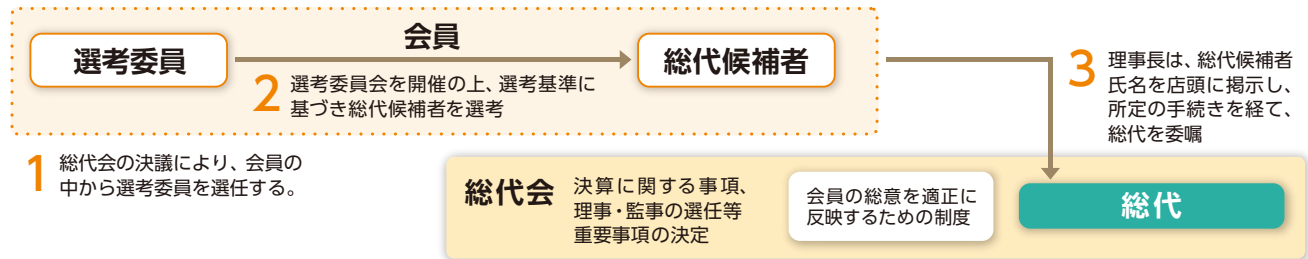 会員
選考委員
総代候補者
2 選考委員会を開催の上、選考基準に
基づき総代候補者を選考
3 理事長は、総代候補者
氏名を店頭に掲示し、
所定の手続きを経て、
総代を委嘱
1 総代会の決議により、会員の
中から選考委員を選任する。
総代会
決算に関する事項、
理事・監事の選任等
重要事項の決定
会員の総意を適正に
反映するための制度
総代